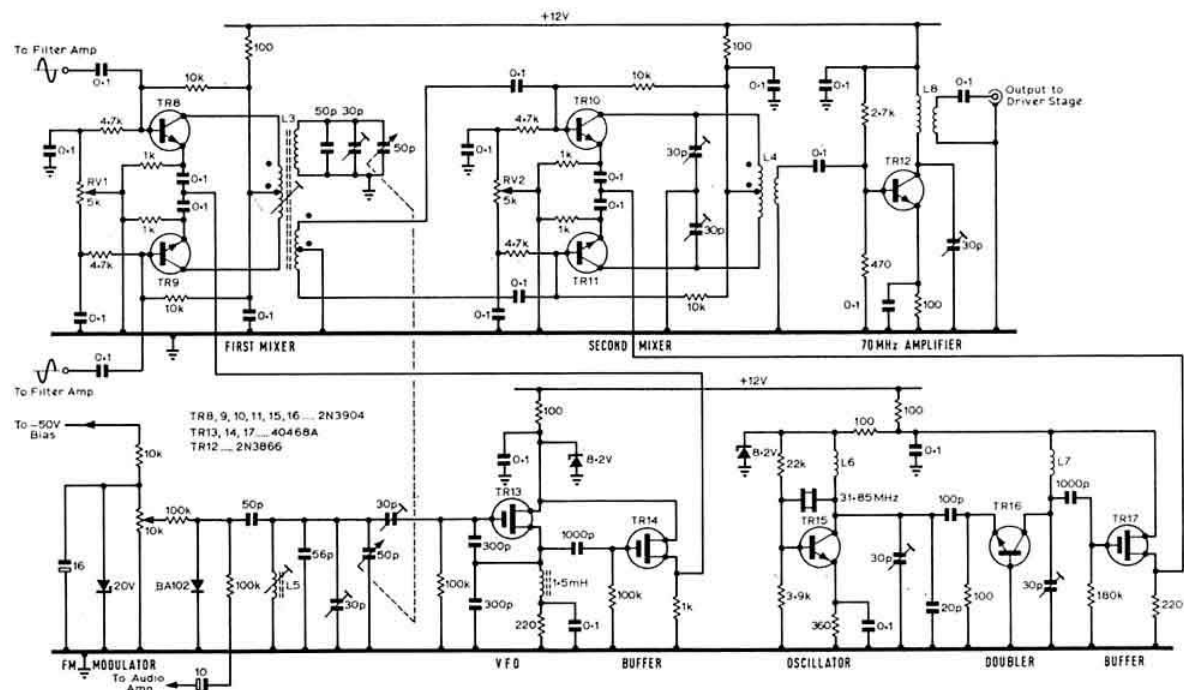 +12V
To Filter Amp
0·1
100
10k
TR8
4·7k
0·1
1k
0·1
RV1
5k
0·1
1k
4·7k
TR9
10k
0·1
0·1
L3
50p 30p
50p
0·1
100
10k
TR10
4·7k
0·1
1k
0·1
RV2
5k
0·1
1k
4·7k
TR11
0·1
10k
0·1
30p
30p
L4
0·1
0·1
0·1
2·7k
L8
0·1
Output to
Driver Stage
TR12
30p
470
0·1
100
FIRST MIXER
SECOND MIXER
70MHz AMPLIFIER
0·1
To Filter Amp
TR8, 9, 10, 11, 15, 16 .... 2N3904
TR13, 14, 17 .... 40468A
TR12 .... 2N3866
To -50V
Bias
10k
10k
16
20V
100k
BA102
50p
100k
L5
56p
30p
50p
30p
100k
+12V
100
0·1
8·2V
TR13
300p
300p
1000p
1·5mH
220
0·1
TR14
100k
1k
100
100
8·2V
22k
L6
0·1
31·85 MHz
TR15
3·9k
360
0·1
30p
20p
100p
100
TR16
L7
1000p
30p
180k
TR17
220
FM MODULATOR
VFO
BUFFER
OSCILLATOR
DOUBLER
BUFFER
10
To Audio
Amp